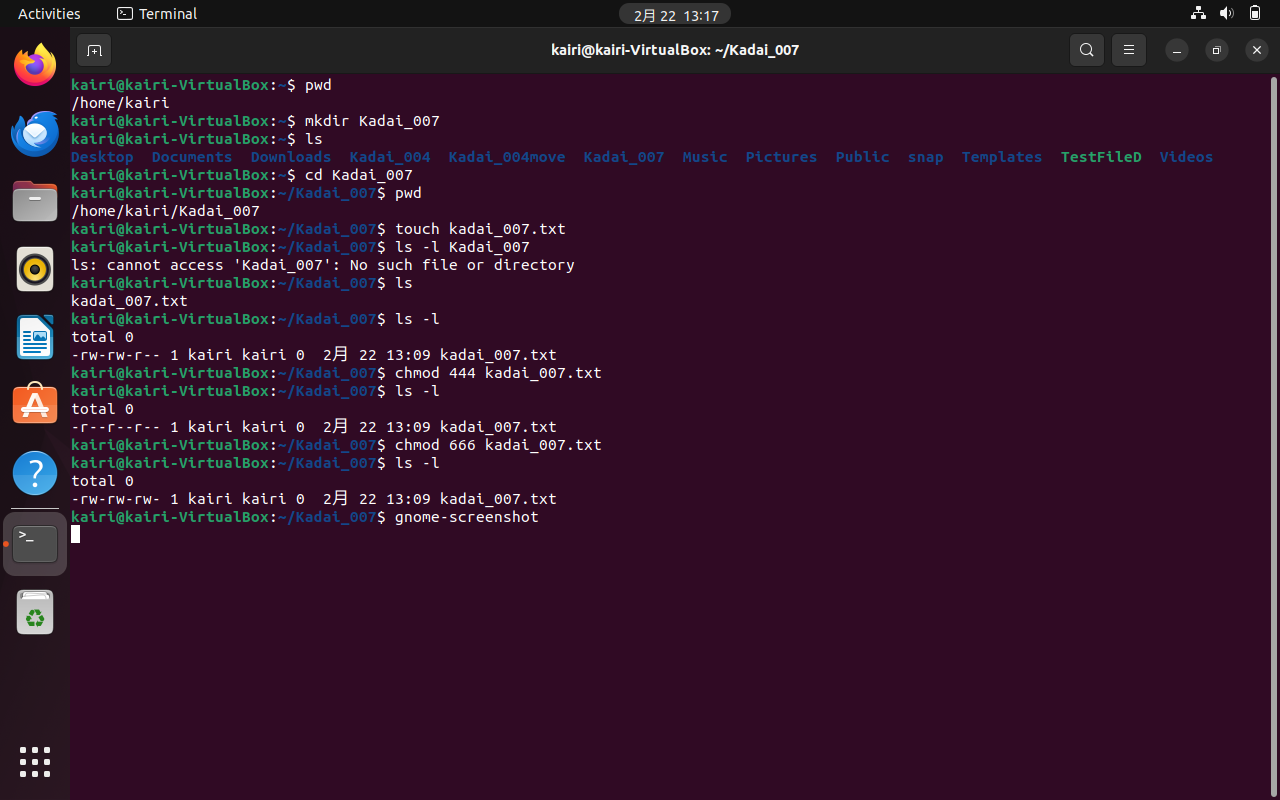 Activities Terminal 2月 22 13:17
kairi@kairi-VirtualBox: ~/Kadai_007
kairi@kairi-VirtualBox:~$ pwd
/home/kairi
kairi@kairi-VirtualBox:~$ mkdir Kadai_007
kairi@kairi-VirtualBox:~$ ls
Desktop  Documents  Downloads  Kadai_004  Kadai_004move  Kadai_007  Music  Pictures  Public  snap  Templates  TestFileD  Videos
kairi@kairi-VirtualBox:~$ cd Kadai_007
kairi@kairi-VirtualBox:~/Kadai_007$ pwd
/home/kairi/Kadai_007
kairi@kairi-VirtualBox:~/Kadai_007$ touch kadai_007.txt
kairi@kairi-VirtualBox:~/Kadai_007$ ls -l Kadai_007
ls: cannot access 'Kadai_007': No such file or directory
kairi@kairi-VirtualBox:~/Kadai_007$ ls
kadai_007.txt
kairi@kairi-VirtualBox:~/Kadai_007$ ls -l
total 0
-rw-rw-r-- 1 kairi kairi 0  2月 22 13:09 kadai_007.txt
kairi@kairi-VirtualBox:~/Kadai_007$ chmod 444 kadai_007.txt
kairi@kairi-VirtualBox:~/Kadai_007$ ls -l
total 0
-r--r--r-- 1 kairi kairi 0  2月 22 13:09 kadai_007.txt
kairi@kairi-VirtualBox:~/Kadai_007$ chmod 666 kadai_007.txt
kairi@kairi-VirtualBox:~/Kadai_007$ ls -l
total 0
-rw-rw-rw- 1 kairi kairi 0  2月 22 13:09 kadai_007.txt
kairi@kairi-VirtualBox:~/Kadai_007$ gnome-screenshot